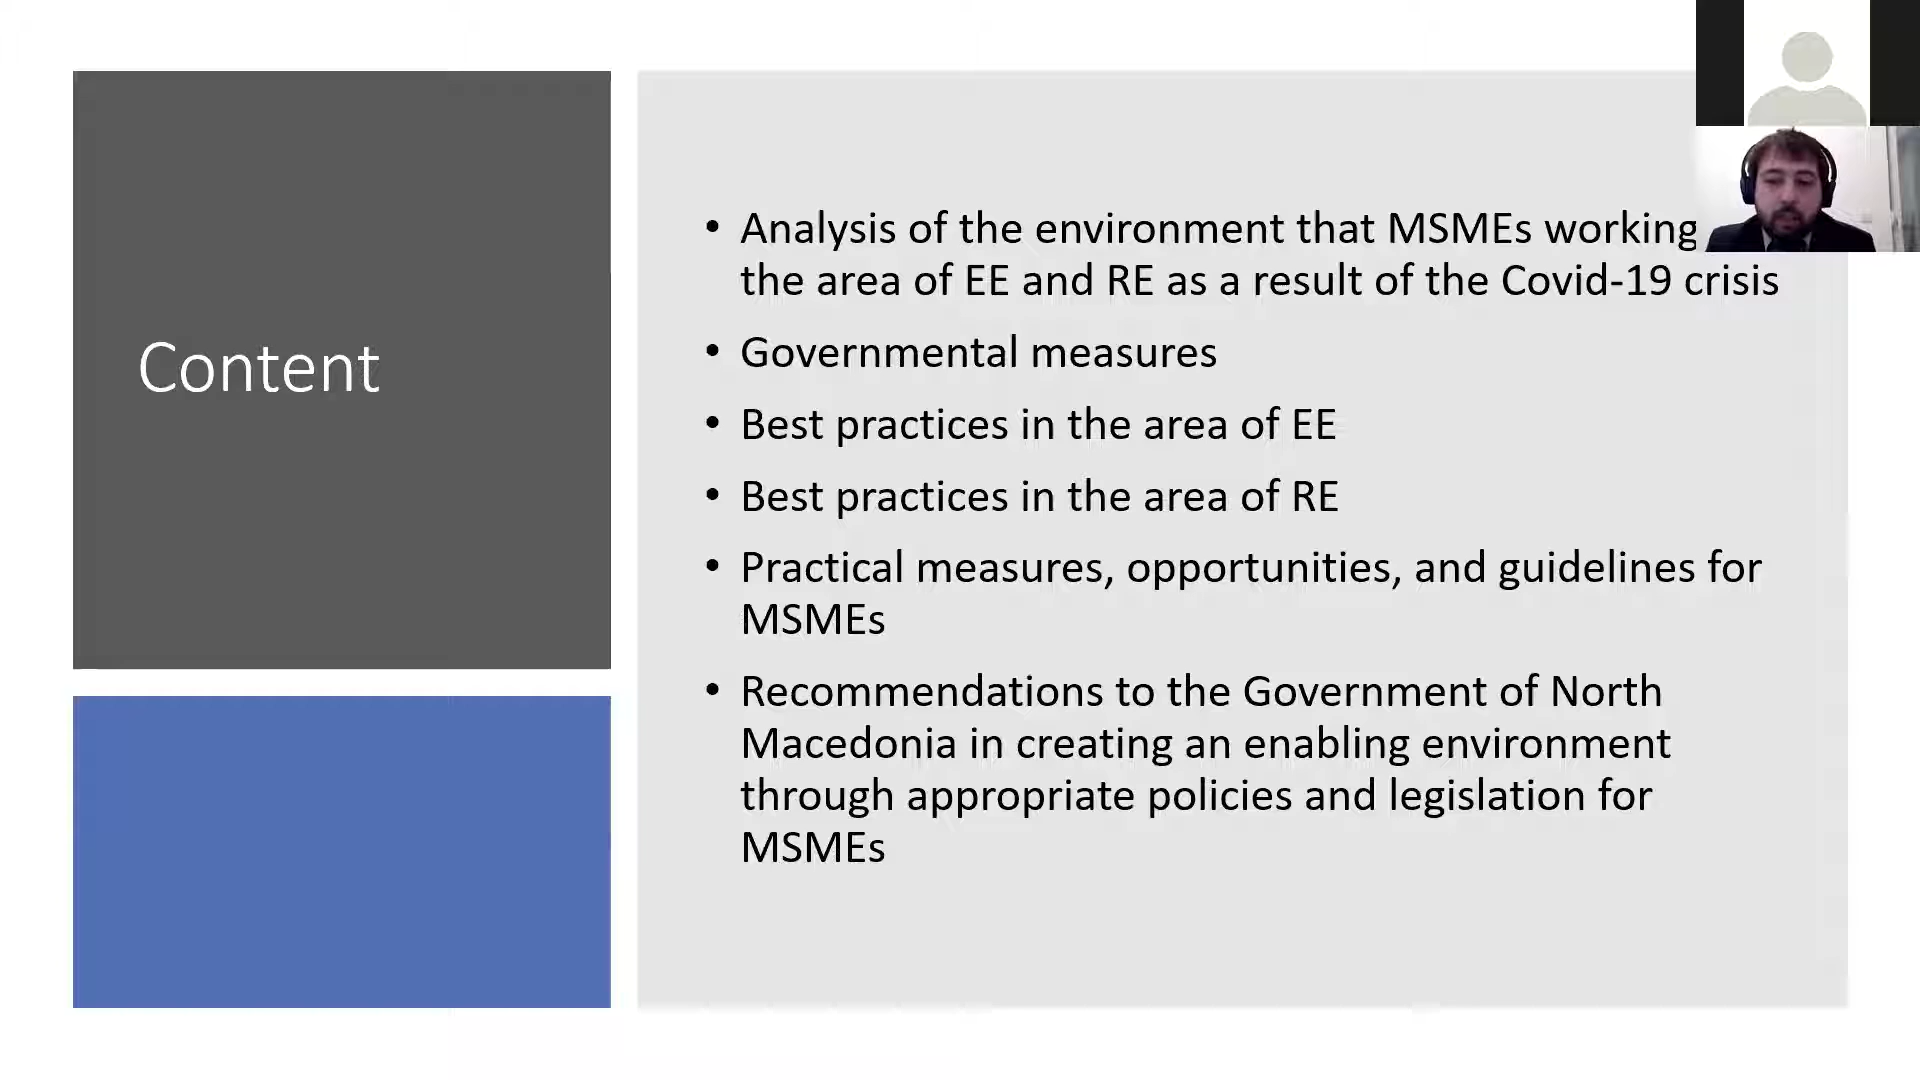 Content
• Analysis of the environment that MSMEs working
the area of EE and RE as a result of the Covid-19 crisis
• Governmental measures
• Best practices in the area of EE
• Best practices in the area of RE
• Practical measures, opportunities, and guidelines for
MSMEs
• Recommendations to the Government of North
Macedonia in creating an enabling environment
through appropriate policies and legislation for
MSMEs